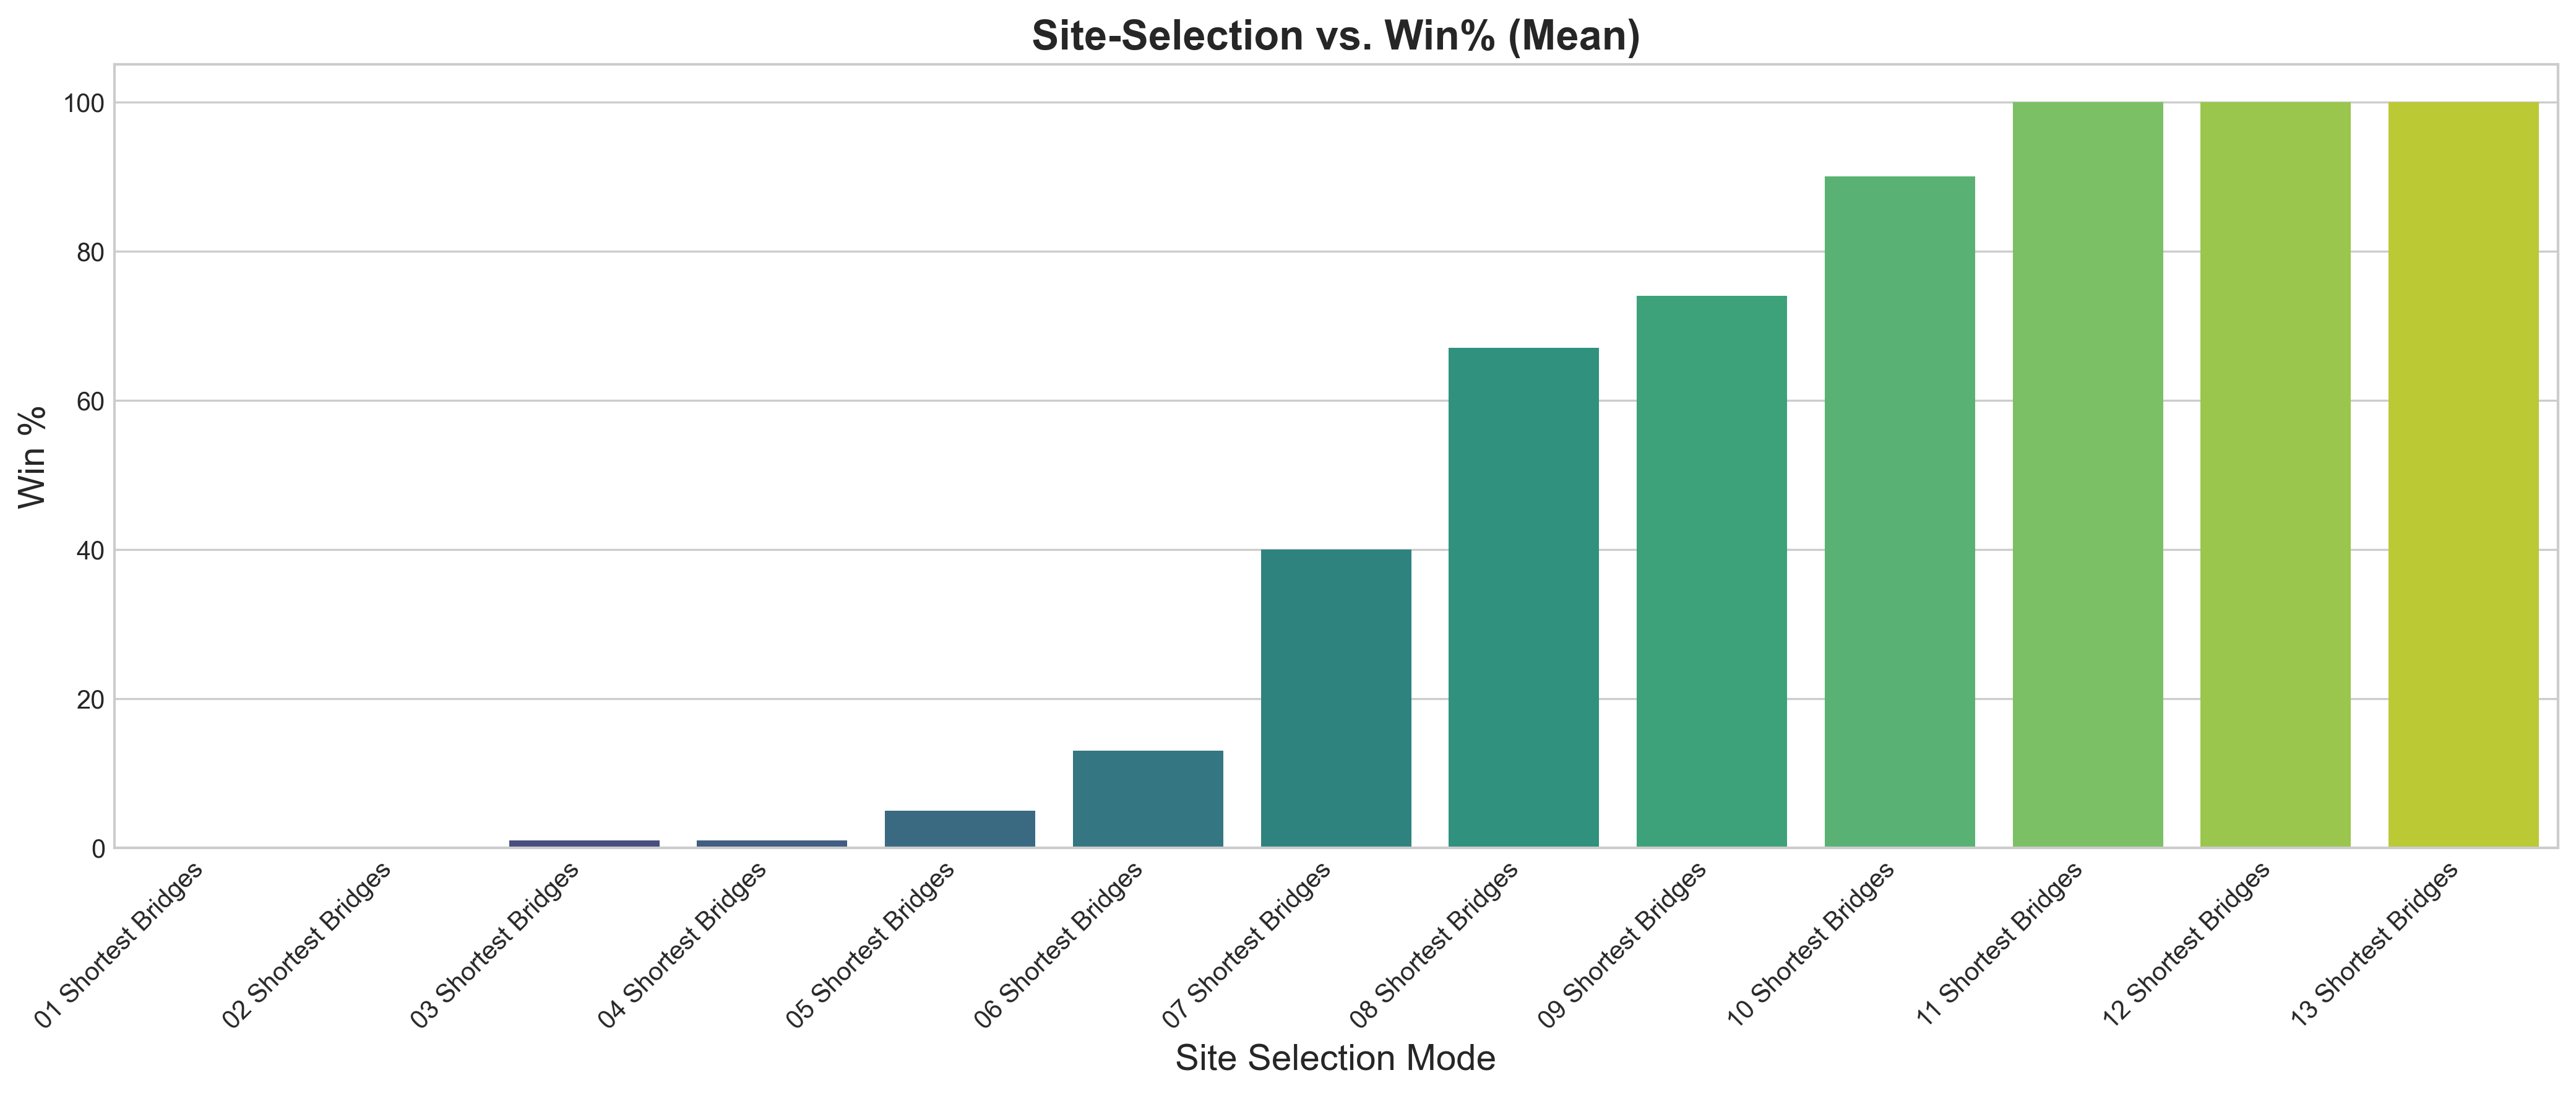 Site-Selection vs. Win% (Mean)
Win %
100
80
60
40
20
0
01 Shortest Bridges
02 Shortest Bridges
03 Shortest Bridges
04 Shortest Bridges
05 Shortest Bridges
06 Shortest Bridges
07 Shortest Bridges
08 Shortest Bridges
09 Shortest Bridges
10 Shortest Bridges
11 Shortest Bridges
12 Shortest Bridges
13 Shortest Bridges
Site Selection Mode